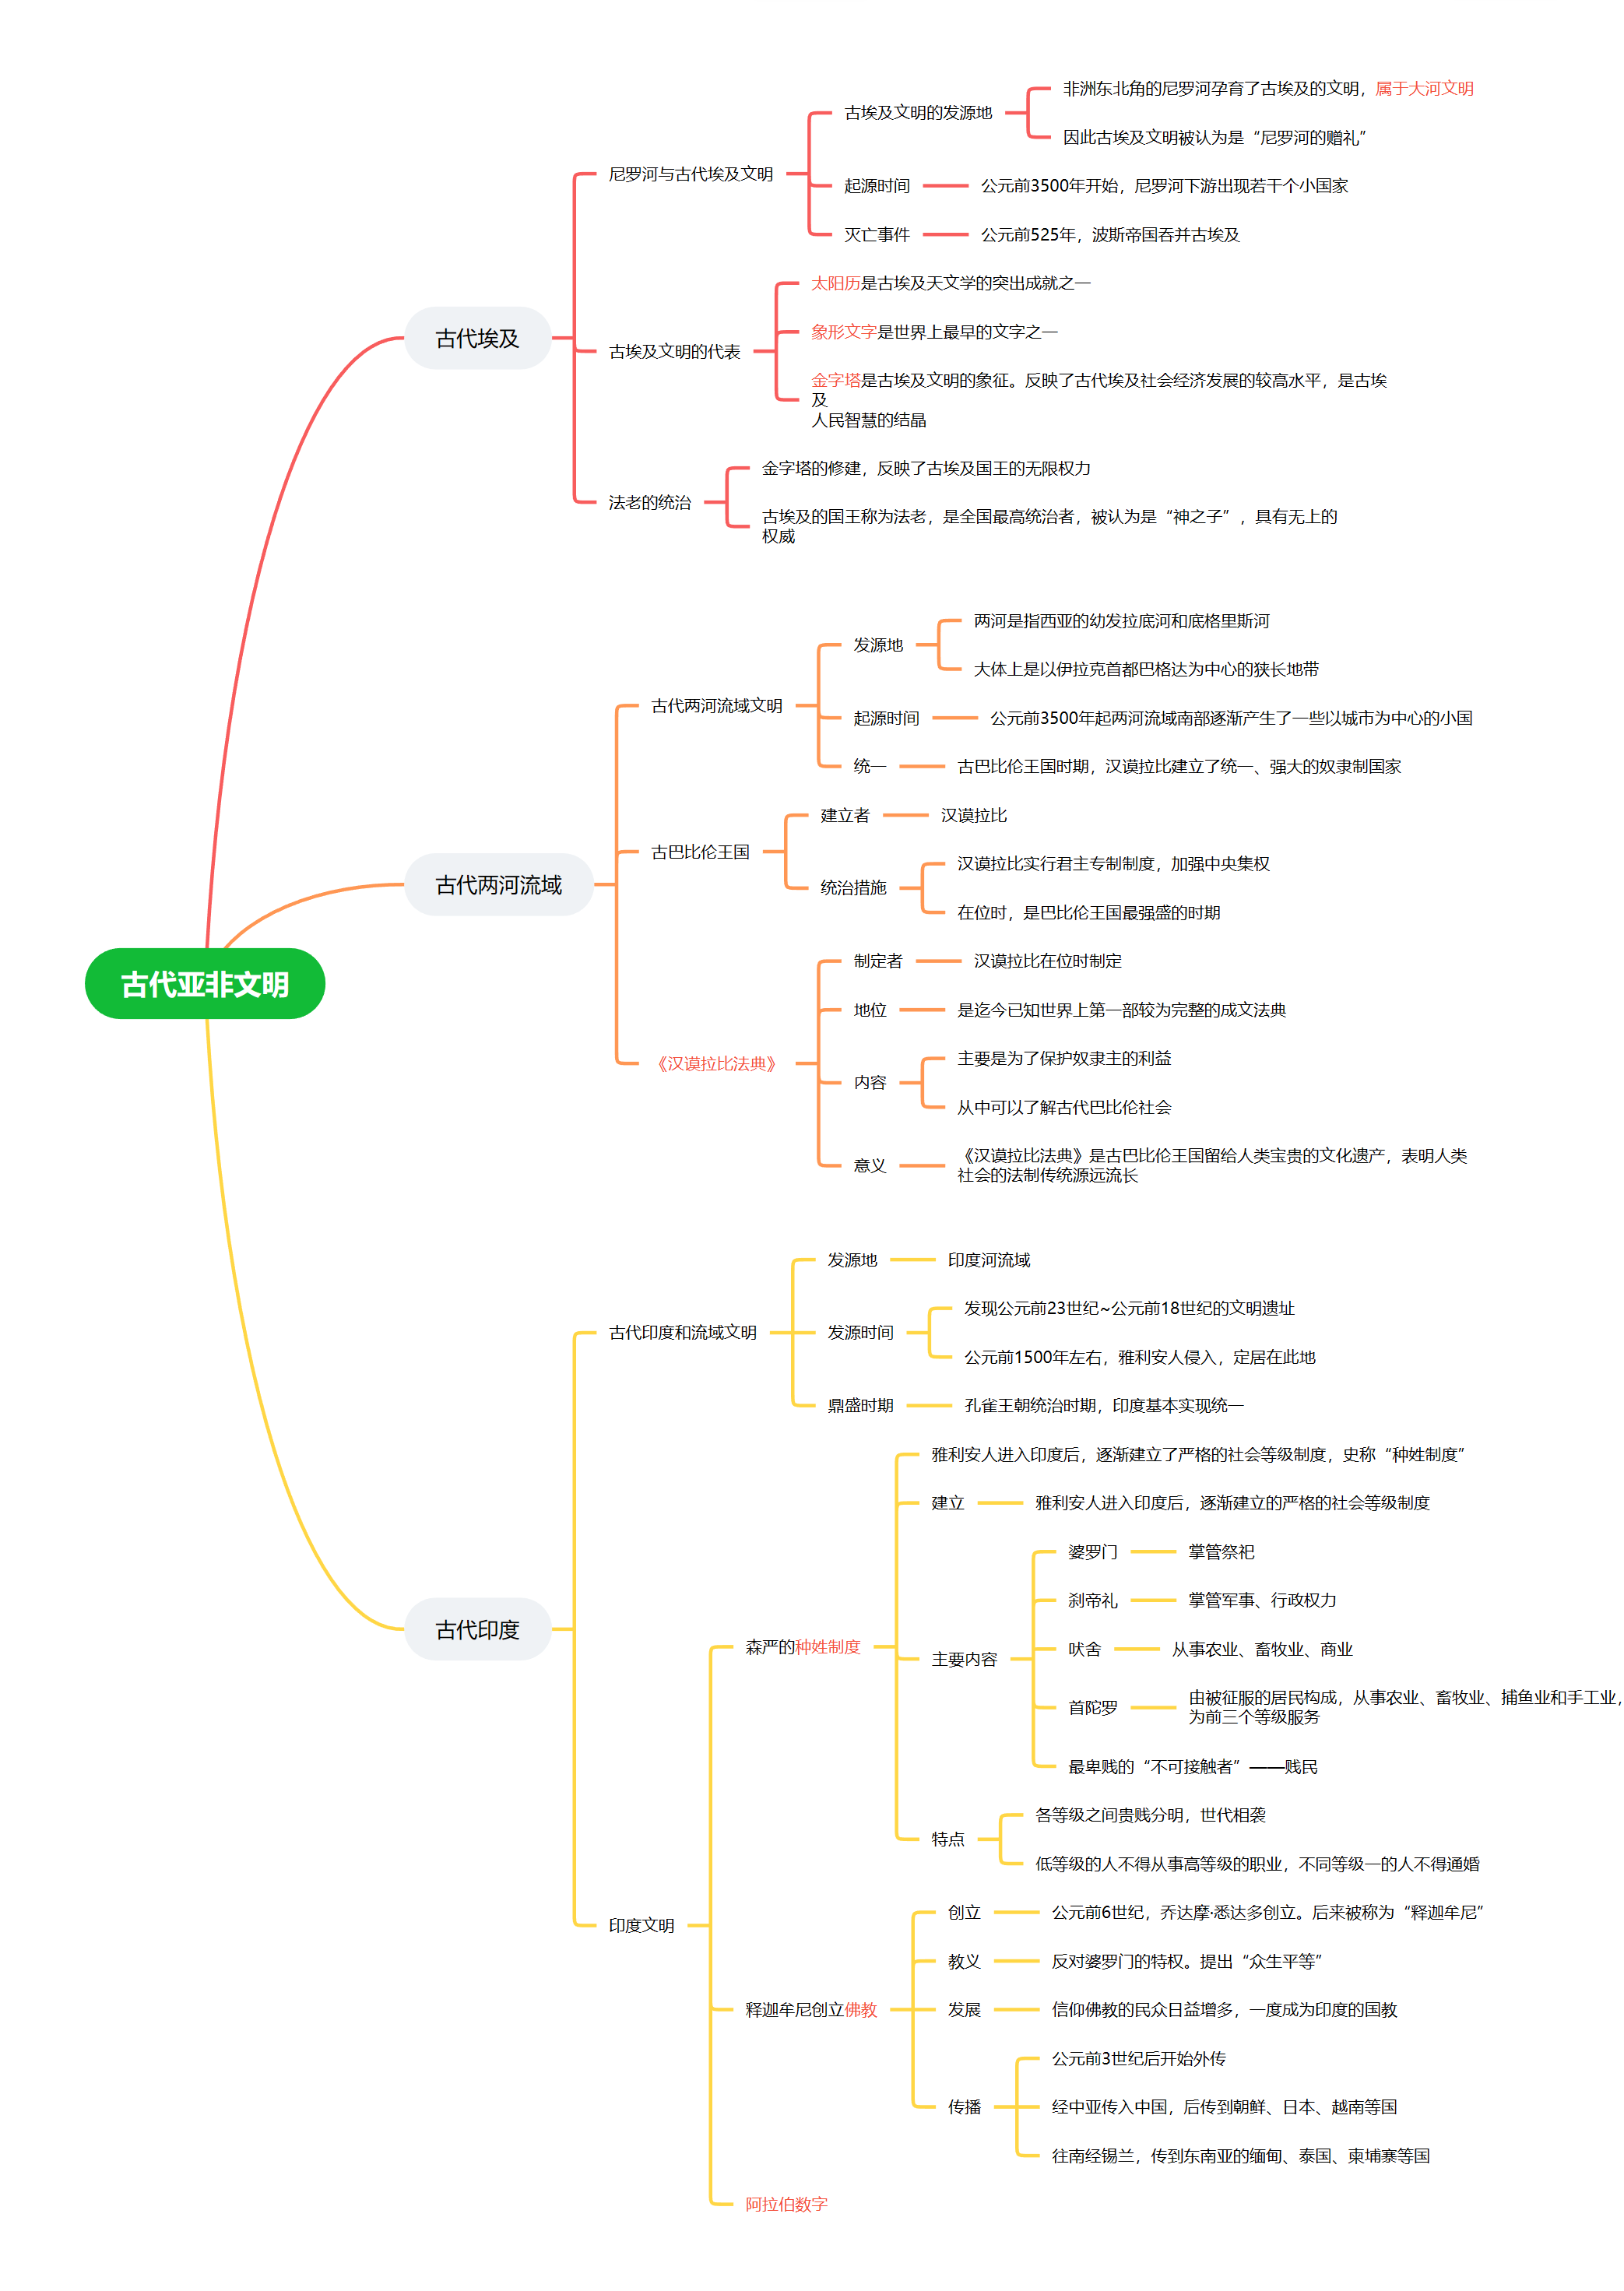 古代亚非文明
古代埃及
尼罗河与古代埃及文明
古埃及文明的发源地
非洲东北角的尼罗河孕育了古埃及的文明，属于大河文明
因此古埃及文明被认为是“尼罗河的赠礼”
起源时间
公元前3500年开始，尼罗河下游出现若干个小国家
灭亡事件
公元前525年，波斯帝国吞并古埃及
古埃及文明的代表
太阳历是古埃及天文学的突出成就之一
象形文字是世界上最早的文字之一
金字塔是古埃及文明的象征。反映了古代埃及社会经济发展的较高水平，是古埃
及
人民智慧的结晶
法老的统治
金字塔的修建，反映了古埃及国王的无限权力
古埃及的国王称为法老，是全国最高统治者，被认为是“神之子”，具有无上的
权威
古代两河流域
古代两河流域文明
发源地
两河是指西亚的幼发拉底河和底格里斯河
大体上是以伊拉克首都巴格达为中心的狭长地带
起源时间
公元前3500年起两河流域南部逐渐产生了一些以城市为中心的小国
统一
古巴比伦王国时期，汉谟拉比建立了统一、强大的奴隶制国家
古巴比伦王国
建立者
汉谟拉比
统治措施
汉谟拉比实行君主专制制度，加强中央集权
在位时，是巴比伦王国最强盛的时期
《汉谟拉比法典》
制定者
汉谟拉比在位时制定
地位
是迄今已知世界上第一部较为完整的成文法典
内容
主要是为了保护奴隶主的利益
从中可以了解古代巴比伦社会
意义
《汉谟拉比法典》是古巴比伦王国留给人类宝贵的文化遗产，表明人类
社会的法制传统源远流长
古代印度
古代印度和流域文明
发源地
印度河流域
发源时间
发现公元前23世纪~公元前18世纪的文明遗址
公元前1500年左右，雅利安人侵入，定居在此地
鼎盛时期
孔雀王朝统治时期，印度基本实现统一
印度文明
森严的种姓制度
雅利安人进入印度后，逐渐建立了严格的社会等级制度，史称“种姓制度”
建立
雅利安人进入印度后，逐渐建立的严格的社会等级制度
主要内容
婆罗门
掌管祭祀
刹帝礼
掌管军事、行政权力
吠舍
从事农业、畜牧业、商业
首陀罗
由被征服的居民构成，从事农业、畜牧业、捕鱼业和手工业，
为前三个等级服务
最卑贱的“不可接触者”——贱民
特点
各等级之间贵贱分明，世代相袭
低等级的人不得从事高等级的职业，不同等级一的人不得通婚
释迦牟尼创立佛教
创立
公元前6世纪，乔达摩·悉达多创立。后来被称为“释迦牟尼”
教义
反对婆罗门的特权。提出“众生平等”
发展
信仰佛教的民众日益增多，一度成为印度的国教
传播
公元前3世纪后开始外传
经中亚传入中国，后传到朝鲜、日本、越南等国
往南经锡兰，传到东南亚的缅甸、泰国、柬埔寨等国
阿拉伯数字